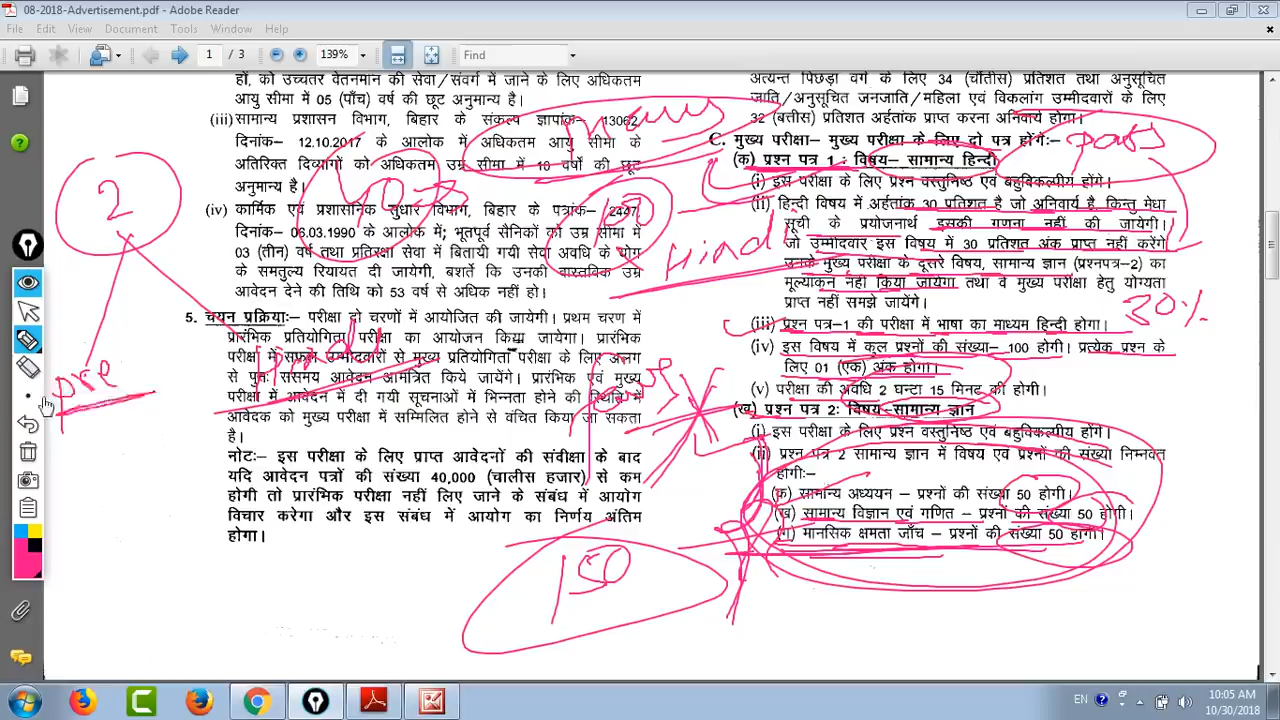 08-2018-Advertisement.pdf - Adobe Reader
File Edit View Document Tools Window Help
1 / 3 139% Find
हों, को उच्चतर वेतनमान की सेवा/संवर्ग में जाने के लिए अधिकतम
आयु सीमा में 05 (पाँच) वर्ष की छूट अनुमान्य है।
(iii) सामान्य प्रशासन विभाग, बिहार के संकल्प ज्ञापांक- 13062
दिनांक- 12.10.2017 के आलोक में अधिकतम आयु सीमा के
अतिरिक्त दिव्यांगों को अधिकतम उम्र सीमा में 10 वर्षों की छूट
अनुमान्य है।
(iv) कार्मिक एवं प्रशासनिक सुधार विभाग, बिहार के पत्रांक- 2447,
दिनांक- 06.03.1990 के आलोक में; भूतपूर्व सैनिकों को उम्र सीमा में
03 (तीन) वर्ष तथा प्रतिरक्षा सेवा में बितायी गयी सेवा अवधि के योग
के समतुल्य रियायत दी जायेगी, बशर्ते कि उनकी वास्तविक उम्र
आवेदन देने की तिथि को 53 वर्ष से अधिक नहीं हो।
5. चयन प्रक्रियाः- परीक्षा दो चरणों में आयोजित की जायेगी। प्रथम चरण में
प्रारंभिक प्रतियोगिता परीक्षा का आयोजन किया जायेगा। प्रारंभिक
परीक्षा में सफल उम्मीदवारों से मुख्य प्रतियोगिता परीक्षा के लिए अलग
से पुनः ससमय आवेदन आमंत्रित किये जायेंगे। प्रारंभिक एवं मुख्य
परीक्षा में आवेदन में दी गयी सूचनाओं में भिन्नता होने की स्थिति में
आवेदक को मुख्य परीक्षा में सम्मिलित होने से वंचित किया जा सकता
है।
नोटः- इस परीक्षा के लिए प्राप्त आवेदनों की संवीक्षा के बाद
यदि आवेदन पत्रों की संख्या 40,000 (चालीस हजार) से कम
होगी तो प्रारंभिक परीक्षा नहीं लिए जाने के संबंध में आयोग
विचार करेगा और इस संबंध में आयोग का निर्णय अंतिम
होगा।
अत्यन्त पिछड़ा वर्ग के लिए 34 (चौंतीस) प्रतिशत तथा अनुसूचित
जाति/अनुसूचित जनजाति/महिला एवं विकलांग उम्मीदवारों के लिए
32 (बत्तीस) प्रतिशत अर्हतांक प्राप्त करना अनिवार्य होगा।
C. मुख्य परीक्षा- मुख्य परीक्षा के लिए दो पत्र होंगे:-
(क) प्रश्न पत्र 1 : विषय- सामान्य हिन्दी
(i) इस परीक्षा के लिए प्रश्न वस्तुनिष्ठ एवं बहुविकल्पीय होंगे।
(ii) हिन्दी विषय में अर्हतांक 30 प्रतिशत है जो अनिवार्य है किन्तु मेधा
सूची के प्रयोजनार्थ इसकी गणना नहीं की जायेगी।
जो उम्मीदवार इस विषय में 30 प्रतिशत अंक प्राप्त नहीं करेंगे
उनके मुख्य परीक्षा के दूसरे विषय, सामान्य ज्ञान (प्रश्नपत्र-2) का
मूल्यांकन नहीं किया जायेगा तथा वे मुख्य परीक्षा हेतु योग्यता
प्राप्त नहीं समझे जायेंगे।
(iii) प्रश्न पत्र-1 की परीक्षा में भाषा का माध्यम हिन्दी होगा।
(iv) इस विषय में कुल प्रश्नों की संख्या- 100 होगी। प्रत्येक प्रश्न के
लिए 01 (एक) अंक होगा।
(v) परीक्षा की अवधि 2 घन्टा 15 मिनट की होगी।
(ख) प्रश्न पत्र 2: विषय-सामान्य ज्ञान
(i) इस परीक्षा के लिए प्रश्न वस्तुनिष्ठ एवं बहुविकल्पीय होंगे।
(ii) प्रश्न पत्र 2 सामान्य ज्ञान में विषय एवं प्रश्नों की संख्या निम्नवत
होगी:-
(क) सामान्य अध्ययन – प्रश्नों की संख्या 50 होगी।
(ख) सामान्य विज्ञान एवं गणित – प्रश्नों की संख्या 50 होगी।
(ग) मानसिक क्षमता जाँच – प्रश्नों की संख्या 50 होगी।
2
pre
100
Hindi
30%
150
EN 10:05 AM
10/30/2018